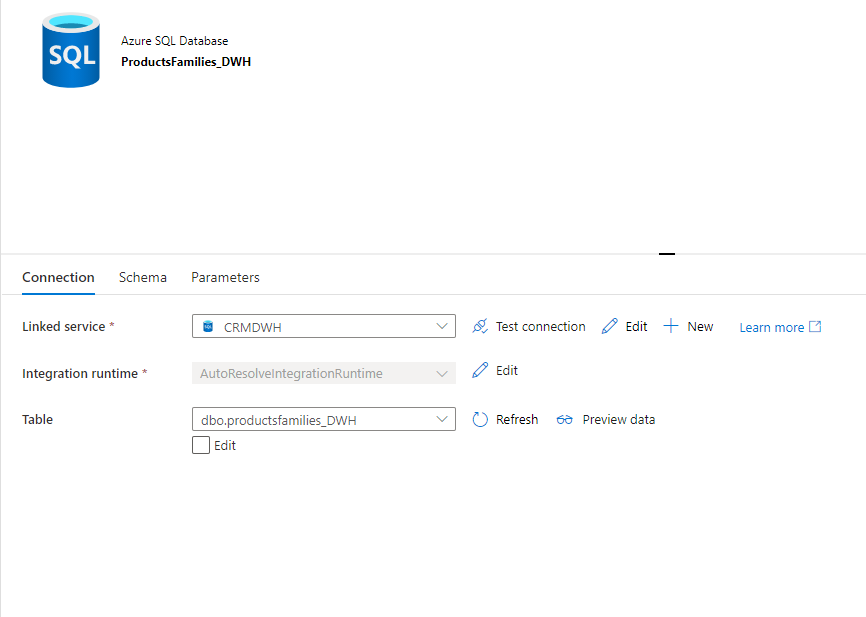 SQL
Azure SQL Database
ProductsFamilies_DWH
Connection Schema Parameters
Linked service * CRMDWH Test connection Edit New Learn more
Integration runtime * AutoResolveIntegrationRuntime Edit
Table dbo.productsfamilies_DWH Refresh Preview data
Edit